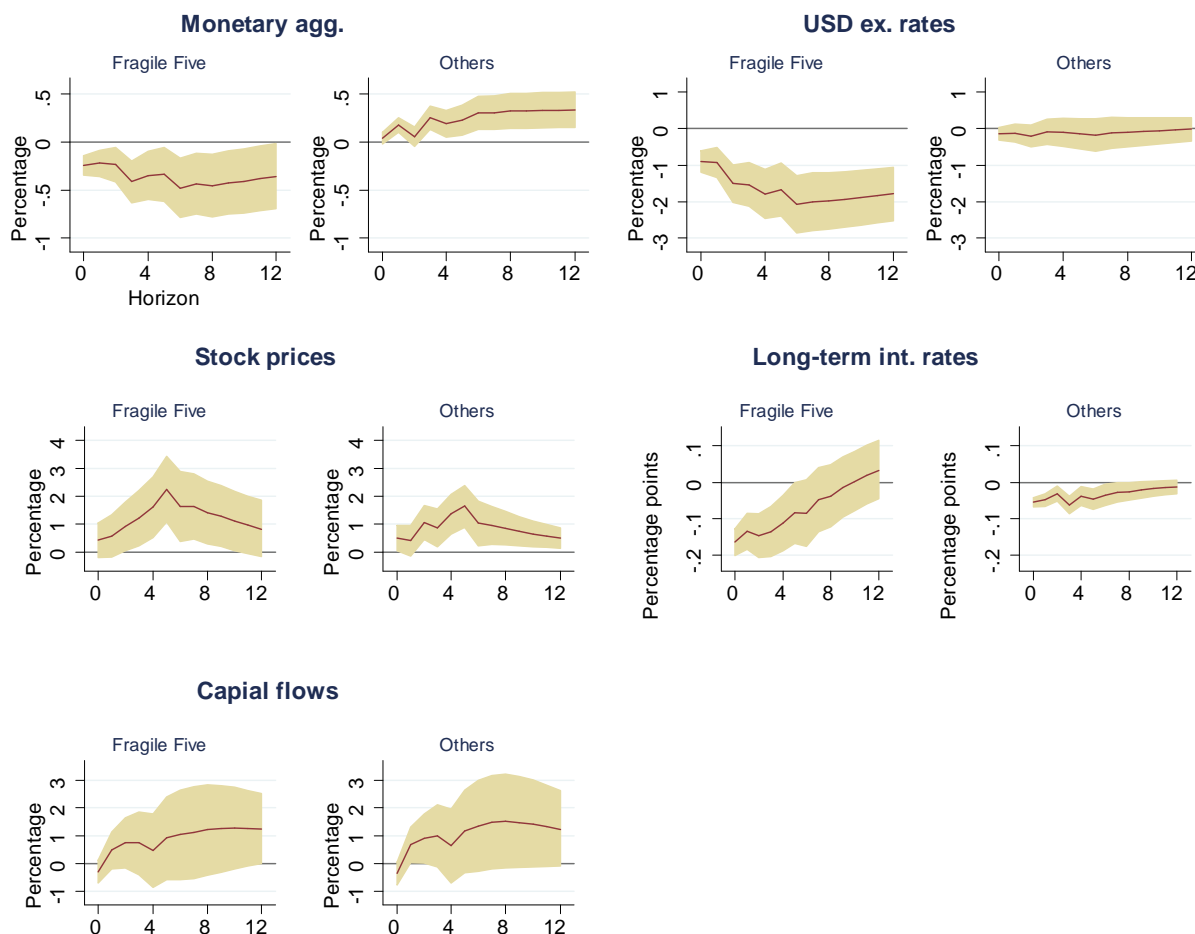 Monetary agg.
USD ex. rates
Fragile Five
Others
Fragile Five
Others
Percentage
.5
0
-.5
-1
0 4 8 12
Horizon
Percentage
.5
0
-.5
-1
0 4 8 12
Percentage
1
0
-1
-2
-3
0 4 8 12
Percentage
1
0
-1
-2
-3
0 4 8 12
Stock prices
Long-term int. rates
Fragile Five
Others
Fragile Five
Others
Percentage
4
3
2
1
0
0 4 8 12
Percentage
4
3
2
1
0
0 4 8 12
Percentage points
.1
0
-.1
-.2
0 4 8 12
Percentage points
.1
0
-.1
-.2
0 4 8 12
Capial flows
Fragile Five
Others
Percentage
3
2
1
0
-1
0 4 8 12
Percentage
3
2
1
0
-1
0 4 8 12